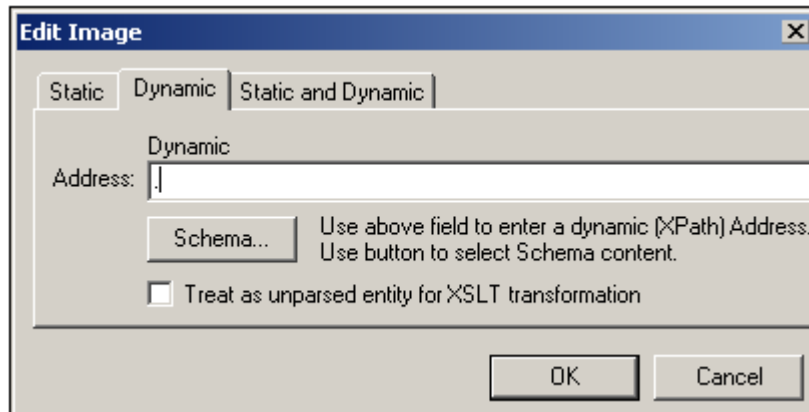 Edit Image
Static Dynamic Static and Dynamic
Dynamic
Address: .
Schema... Use above field to enter a dynamic (XPath) Address.
Use button to select Schema content.
Treat as unparsed entity for XSLT transformation
OK Cancel